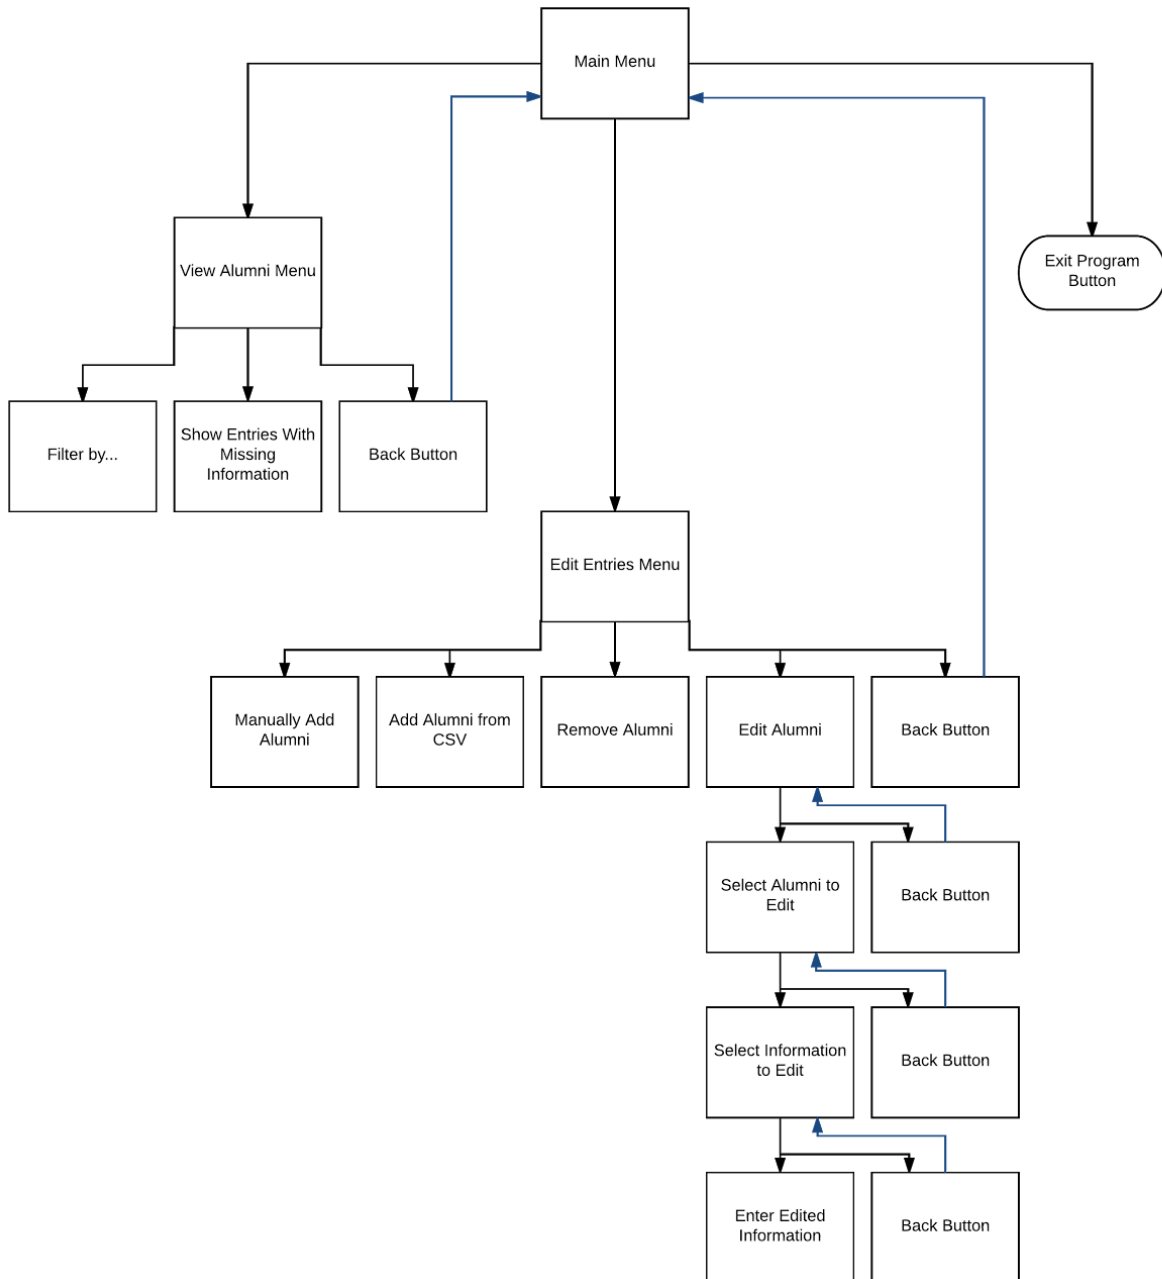 Main Menu
View Alumni Menu
Exit Program
Button
Filter by...
Show Entries With
Missing
Information
Back Button
Edit Entries Menu
Manually Add
Alumni
Add Alumni from
CSV
Remove Alumni
Edit Alumni
Back Button
Select Alumni to
Edit
Back Button
Select Information
to Edit
Back Button
Enter Edited
Information
Back Button